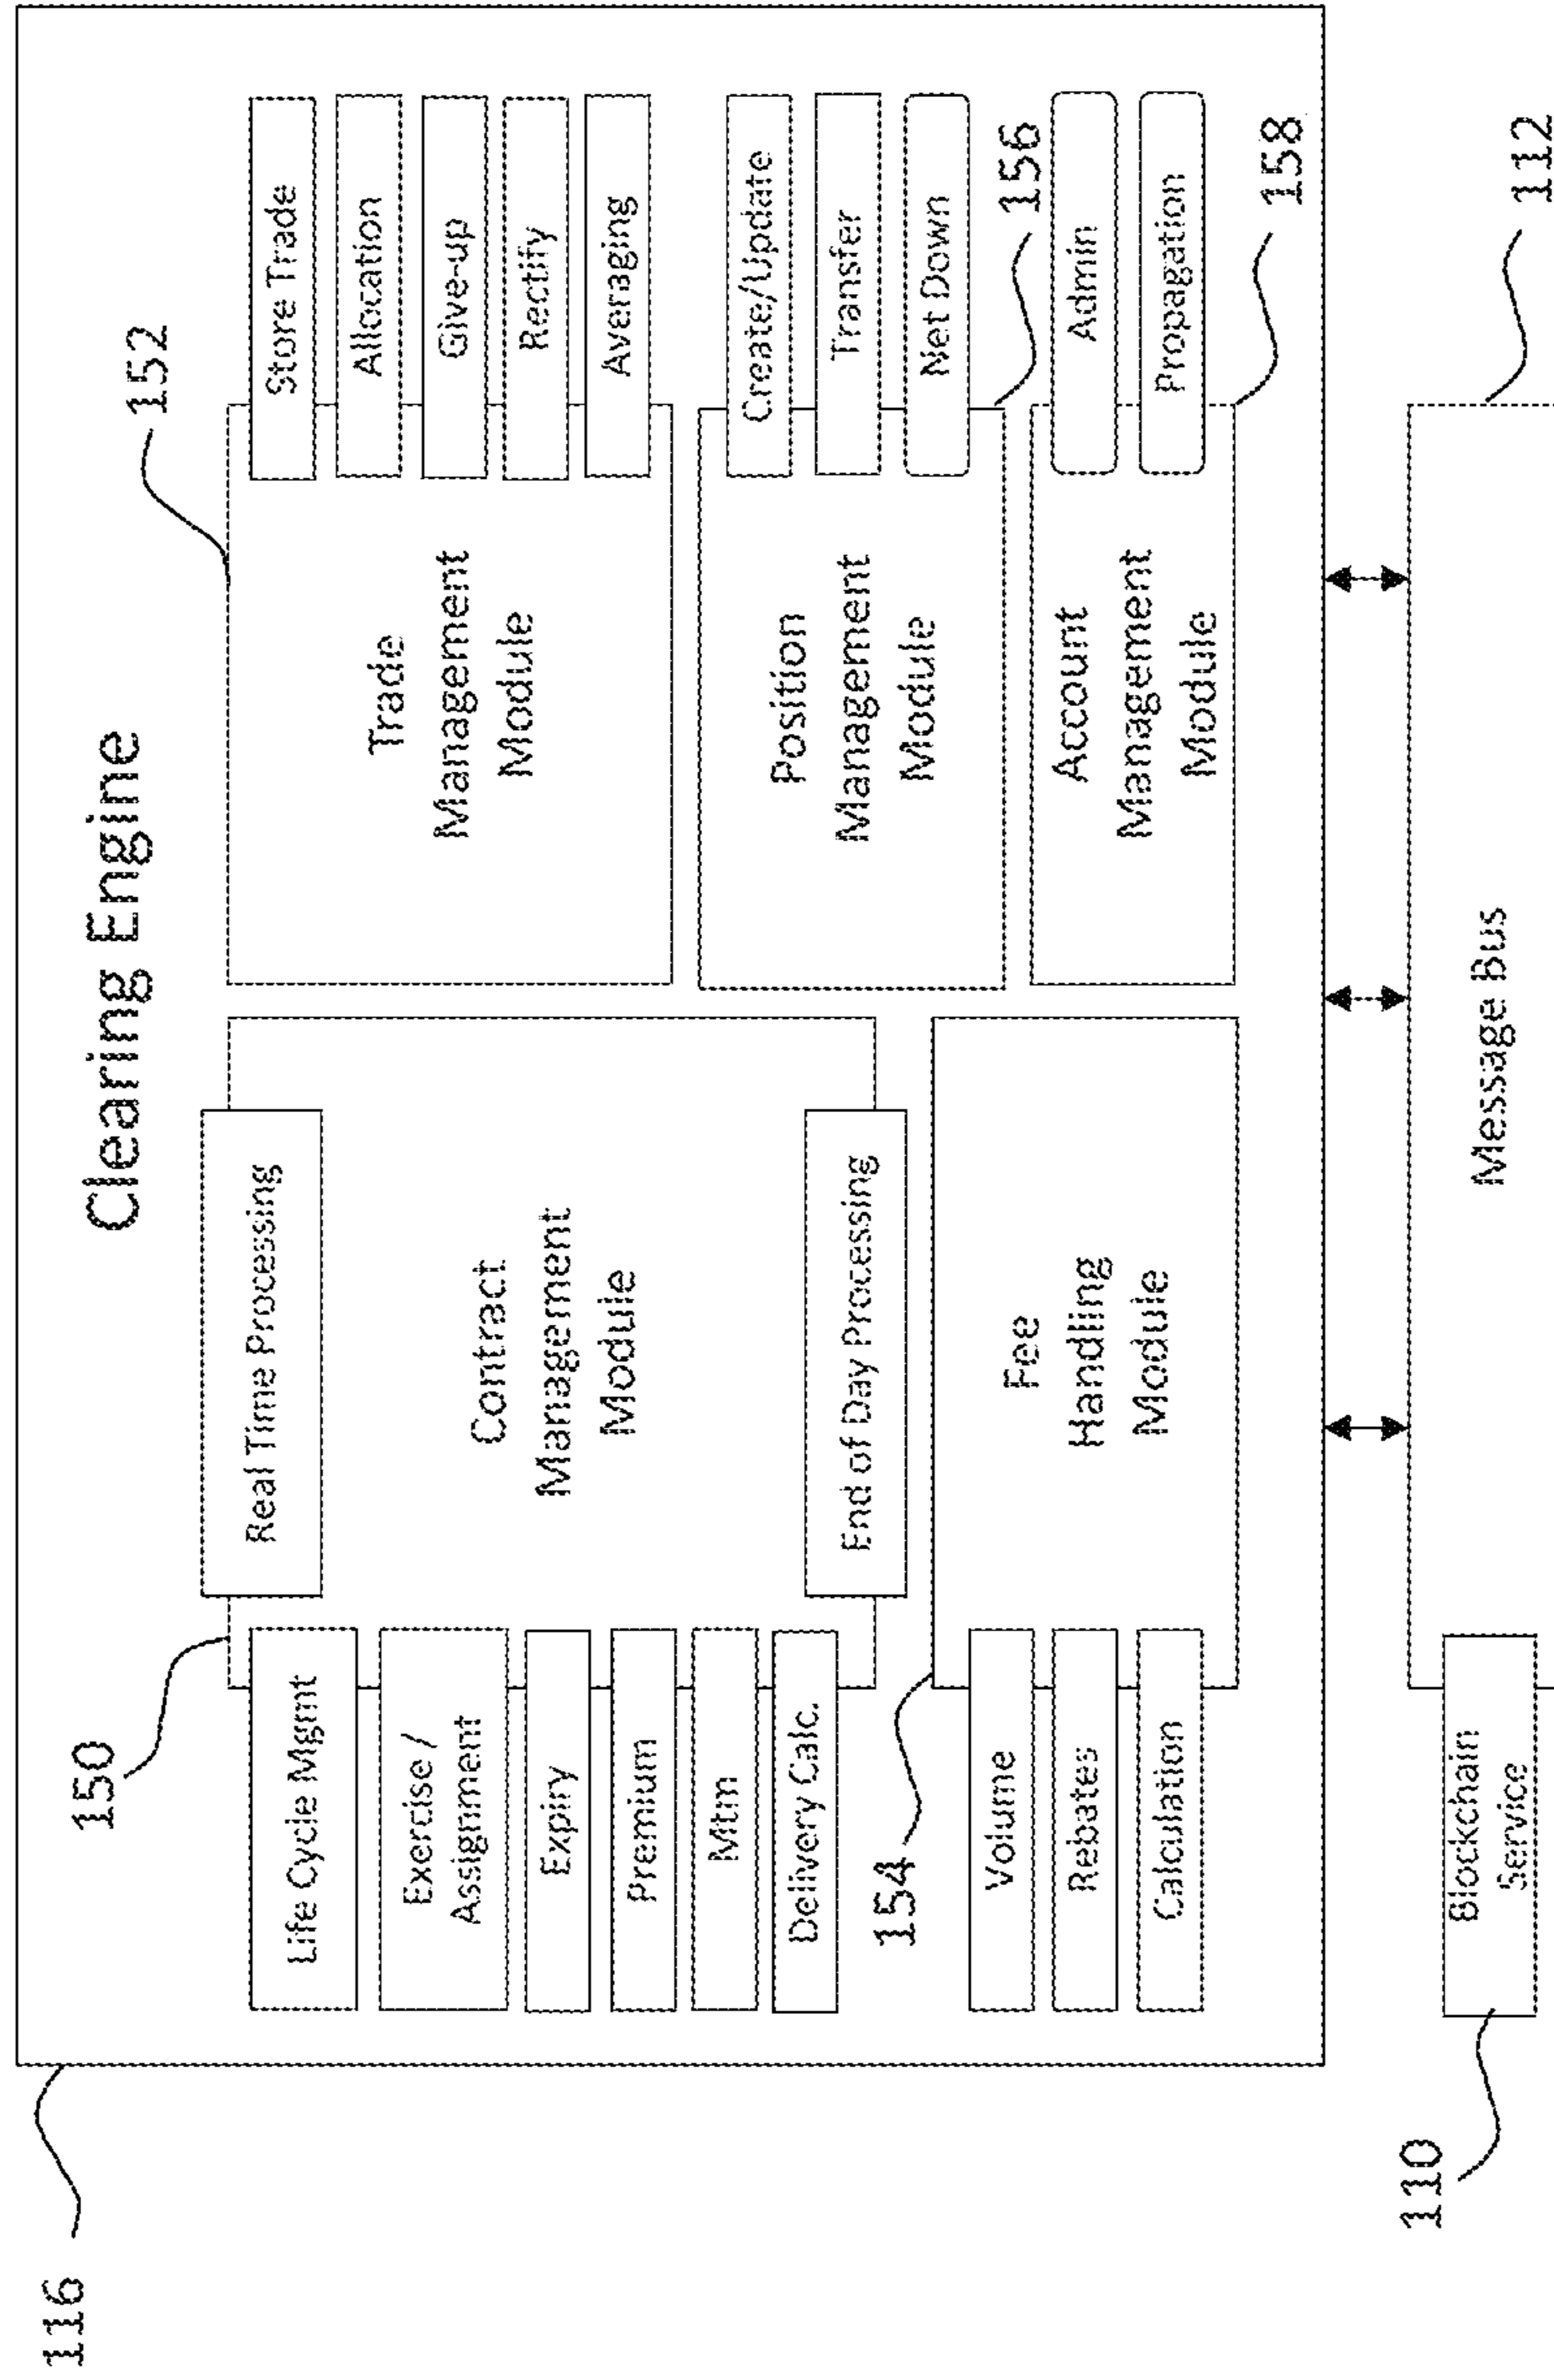 116
Clearing Engine
150
Real Time Processing
Life Cycle Mgmt
Exercise /
Assignment
Expiry
Premium
Mtm
Delivery Calc.
Contract
Management
Module
End of Day Processing
154
Volume
Rebates
Calculation
Fee
Handling
Module
152
Trade
Management
Module
Store Trade
Allocation
Give-up
Rectify
Averaging
Position
Management
Module
Create/Update
Transfer
Net Down
156
Account
Management
Module
Admin
Propagation
158
110
Blockchain
Service
Message Bus
112